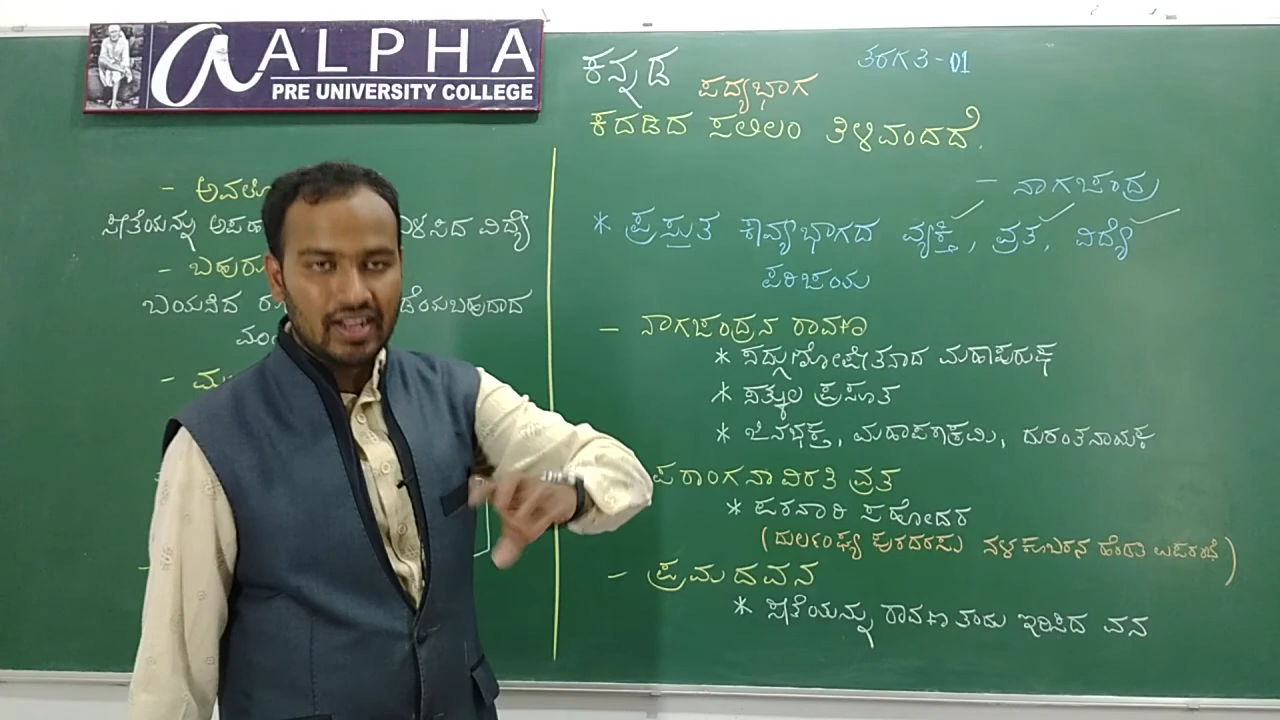 a ALPHA
PRE UNIVERSITY COLLEGE
ಕನ್ನಡ ಪದ್ಯಭಾಗ ತರಗತಿ-01
ಕದಡಿದ ಸಲಿಲಂ ತಿಳಿವಂದದೆ.
- ನಾಗಚಂದ್ರ
* ಪ್ರಸ್ತುತ ಕಾವ್ಯಭಾಗದ ವ್ಯಕ್ತಿ, ವ್ರತ, ವಿದ್ಯೆ
ಪರಿಚಯ
- ನಾಗಚಂದ್ರನ ರಾವಣ
* ಸದ್ಗುಣೋಪೇತನಾದ ಮಹಾಪುರುಷ
* ಸತ್ಕುಲ ಪ್ರಸೂತ
* ಜಿನಭಕ್ತ, ಮಹಾಪರಾಕ್ರಮಿ, ದುರಂತನಾಯಕ
ಪರಾಂಗನಾವಿರತಿ ವ್ರತ
* ಪರನಾರಿ ಸಹೋದರ
(ದುರ್ಲಂಘ್ಯ ಪುರದರಸು ನಳಕೂಬರನ ಹೆಂಡತಿ ಉಪರಂಭೆ)
- ಪ್ರಮದವನ
* ಸೀತೆಯನ್ನು ರಾವಣ ತಂದು ಇರಿಸಿದ ವನ
- ಅವಲೋ
ಸೀತೆಯನ್ನು ಅಪಹ ಳಸಿದ ವಿದ್ಯೆ
- ಬಹುರೂ
ಬಯಸಿದ ರೂ ಡೆಯಬಹುದಾದ